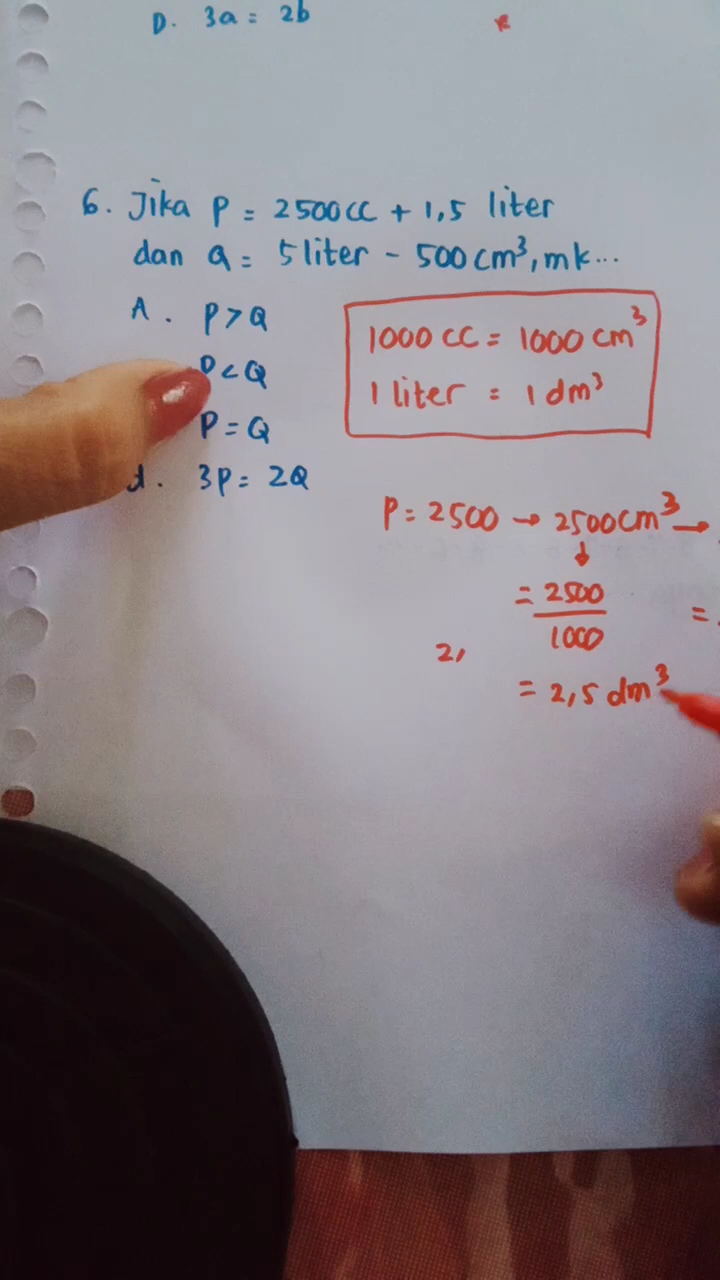 D. 3a = 2b
6. Jika P = 2500 CC + 1,5 liter
dan Q = 5 liter - 500 cm³, mk...
A. P > Q
P < Q
P = Q
d. 3P = 2Q
1000 CC = 1000 cm³
1 liter = 1 dm³
P = 2500 → 2500 cm³ →
↓
= 2500
1000
=
2,
= 2,5 dm³